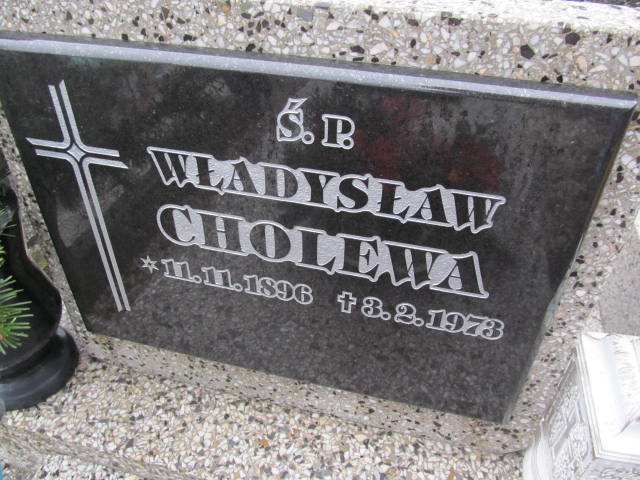 Ś. P.
WŁADYSŁAW
CHOLEWA
* 11. 11. 1896 ✝ 3. 2. 1973